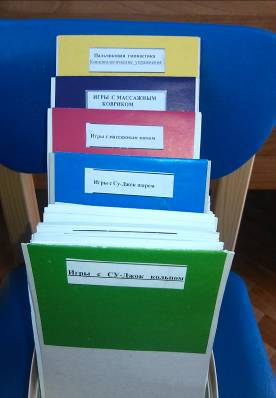 Пальчиковая гимнастика
Кинезиологические упражнения
ИГРЫ С МАССАЖНЫМ
КОВРИКОМ
Игры с массажным мячом
Игры с Су-Джок шаром
Игры с СУ-Джок кольцом